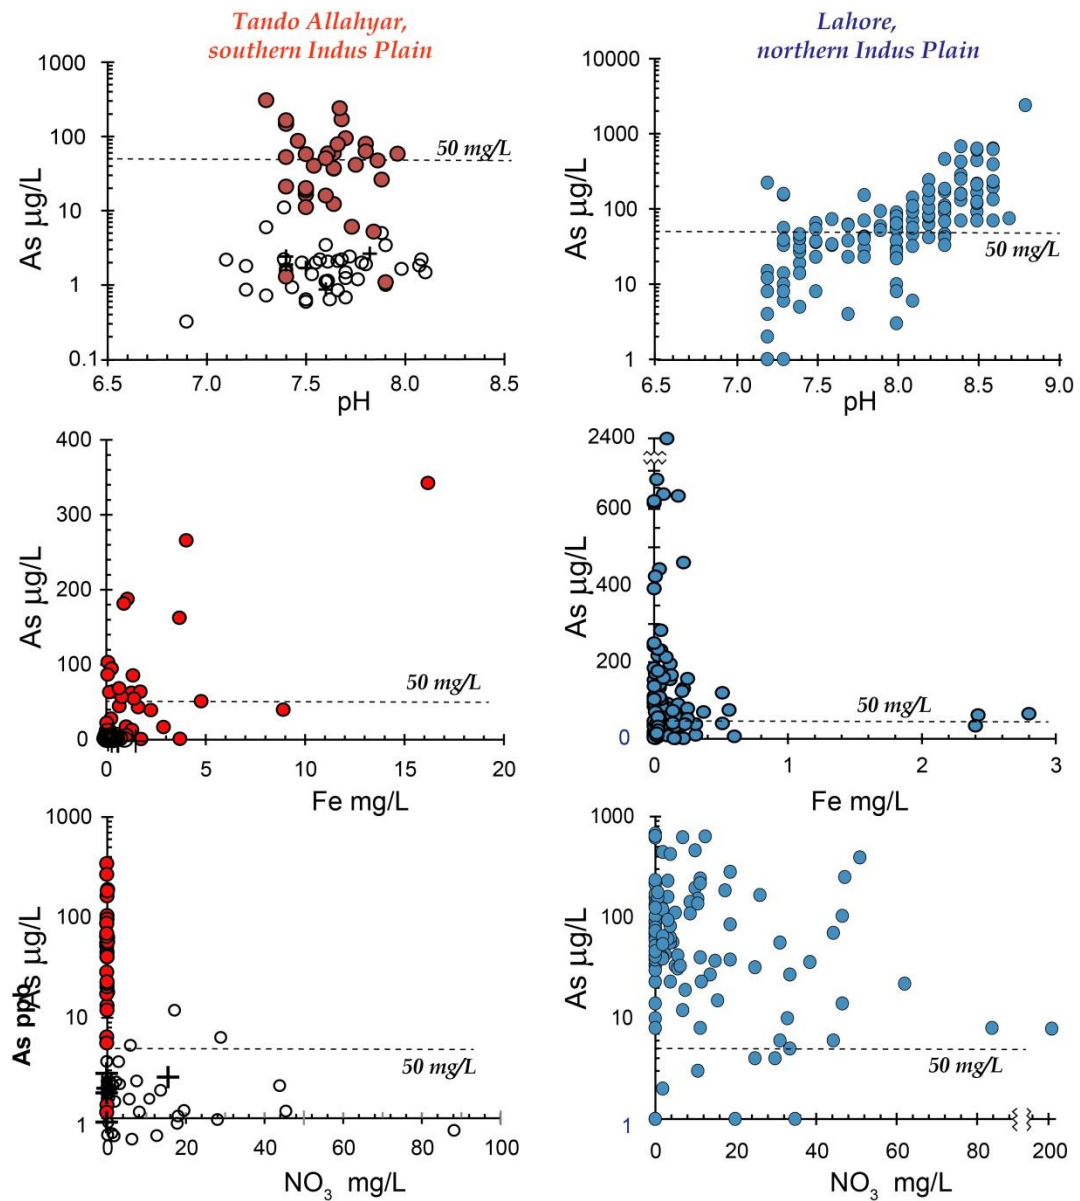 Tando Allahyar,
southern Indus Plain
Lahore,
northern Indus Plain
1000
100
10
1
0.1
As µg/L
50 mg/L
6.5 7.0 7.5 8.0 8.5
pH
10000
1000
100
10
1
As µg/L
50 mg/L
6.5 7.0 7.5 8.0 8.5 9.0
pH
400
300
200
100
0
As µg/L
50 mg/L
0 5 10 15 20
Fe mg/L
2400
600
400
200
0
As µg/L
50 mg/L
0 1 2 3
Fe mg/L
1000
100
10
1
As ppb
As µg/L
50 mg/L
0 20 40 60 80 100
NO3 mg/L
1000
100
10
1
As µg/L
50 mg/L
0 20 40 60 80 200
NO3 mg/L